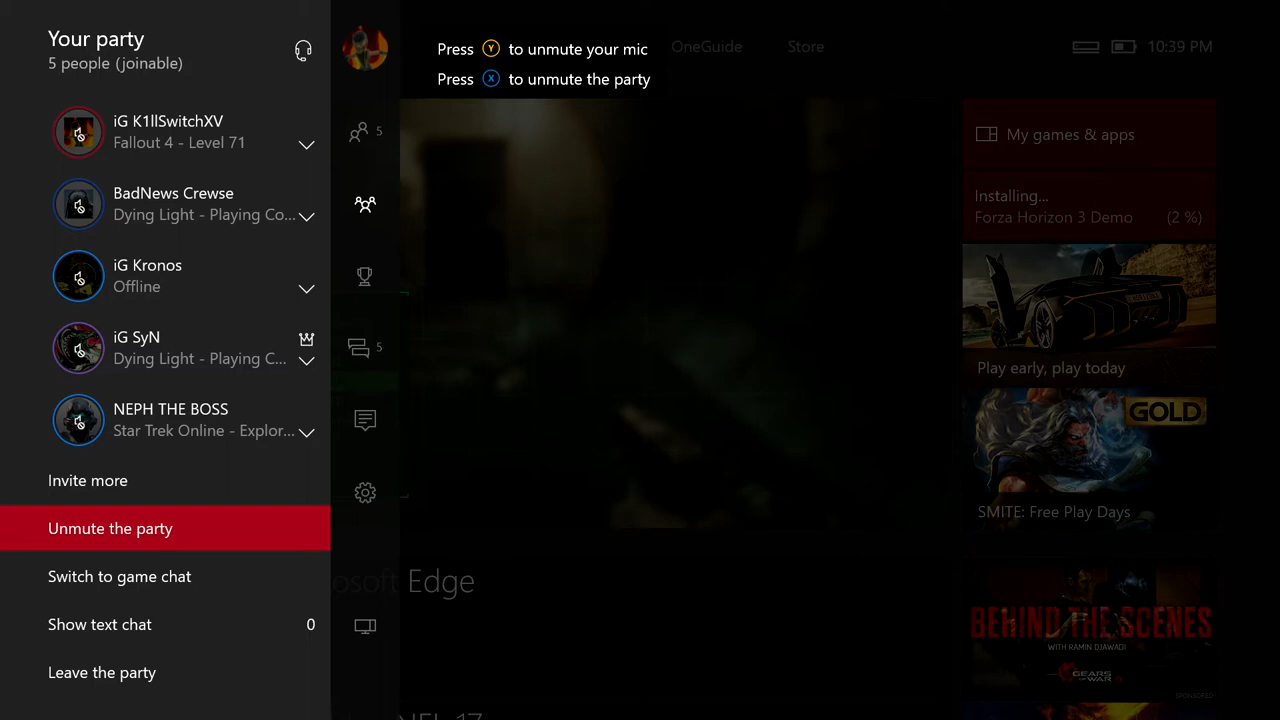 Your party
5 people (joinable)
iG K1llSwitchXV
Fallout 4 - Level 71
BadNews Crewse
Dying Light - Playing Co...
iG Kronos
Offline
iG SyN
Dying Light - Playing C...
NEPH THE BOSS
Star Trek Online - Explor...
Invite more
Unmute the party
Switch to game chat
Show text chat 0
Leave the party
5
5
Press Y to unmute your mic
Press X to unmute the party
OneGuide
Store
10:39 PM
My games & apps
Installing...
Forza Horizon 3 Demo (2 %)
Play early, play today
GOLD
SMITE: Free Play Days
osoft Edge
BEHIND THE SCENES
WITH RAMIN DJAWADI
GEARS OF WAR
SPONSORED